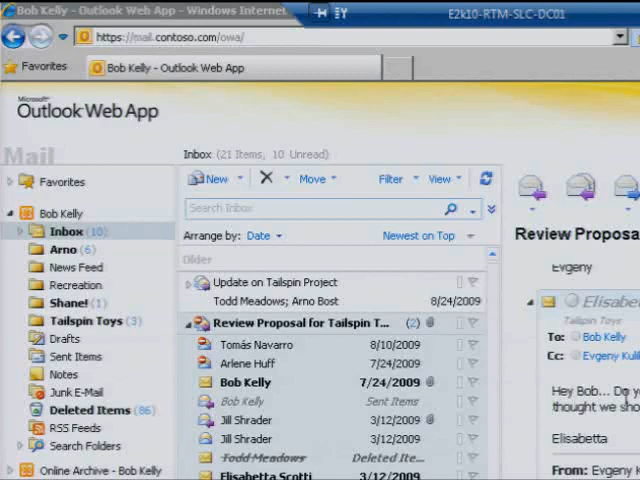 Bob Kelly - Outlook Web App - Windows Internet
E2k10-RTM-SLC-DC01
https://mail.contoso.com/owa/
Favorites
Bob Kelly - Outlook Web App
Microsoft
Outlook Web App
Mail
Inbox (21 Items, 10 Unread)
Favorites
New
Move
Filter
View
Bob Kelly
Search Inbox
Inbox (10)
Arrange by: Date
Newest on Top
Review Proposa
Arno (6)
Older
Evgeny
News Feed
Recreation
Update on Tailspin Project
Shane! (1)
Todd Meadows; Arno Bost 8/24/2009
Elisabe
Tailspin Toys (3)
Review Proposal for Tailspin T... (2)
Tailspin Toys
Drafts
Tomás Navarro 8/10/2009
To: Bob Kelly
Sent Items
Arlene Huff 7/24/2009
Cc: Evgeny Kuli
Notes
Bob Kelly 7/24/2009
Junk E-Mail
Bob Kelly Sent Items
Hey Bob... Do y
Deleted Items (86)
Jill Shrader 3/12/2009
thought we sho
RSS Feeds
Jill Shrader 3/12/2009
Elisabetta
Search Folders
Todd Meadows Deleted Ite...
Online Archive - Bob Kelly
Elisabetta Scotti 3/12/2009
From: Evgeny K